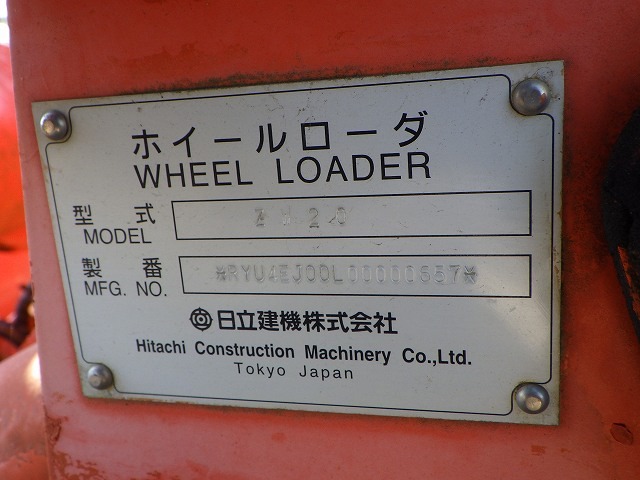 ホイールローダ
WHEEL LOADER
型式
MODEL
製番
MFG. NO. *RYU4EJ00L00000657*
日立建機株式会社
Hitachi Construction Machinery Co.,Ltd.
Tokyo Japan